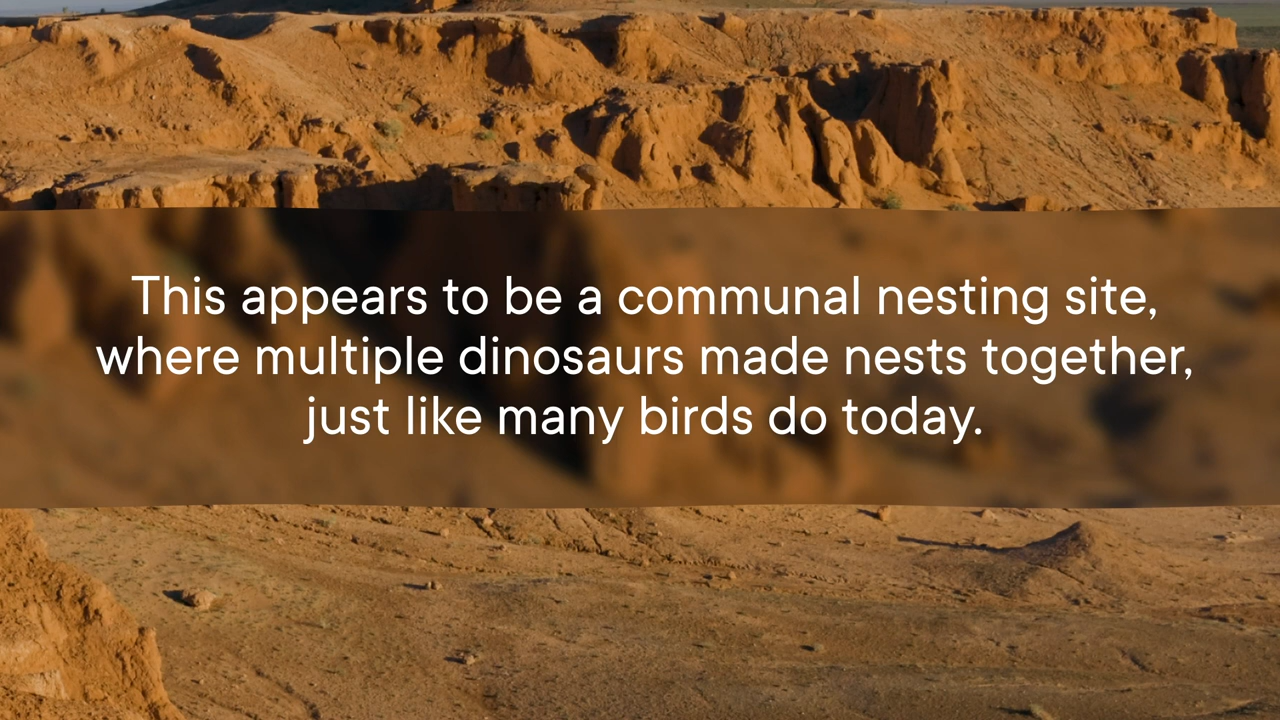 This appears to be a communal nesting site,
where multiple dinosaurs made nests together,
just like many birds do today.